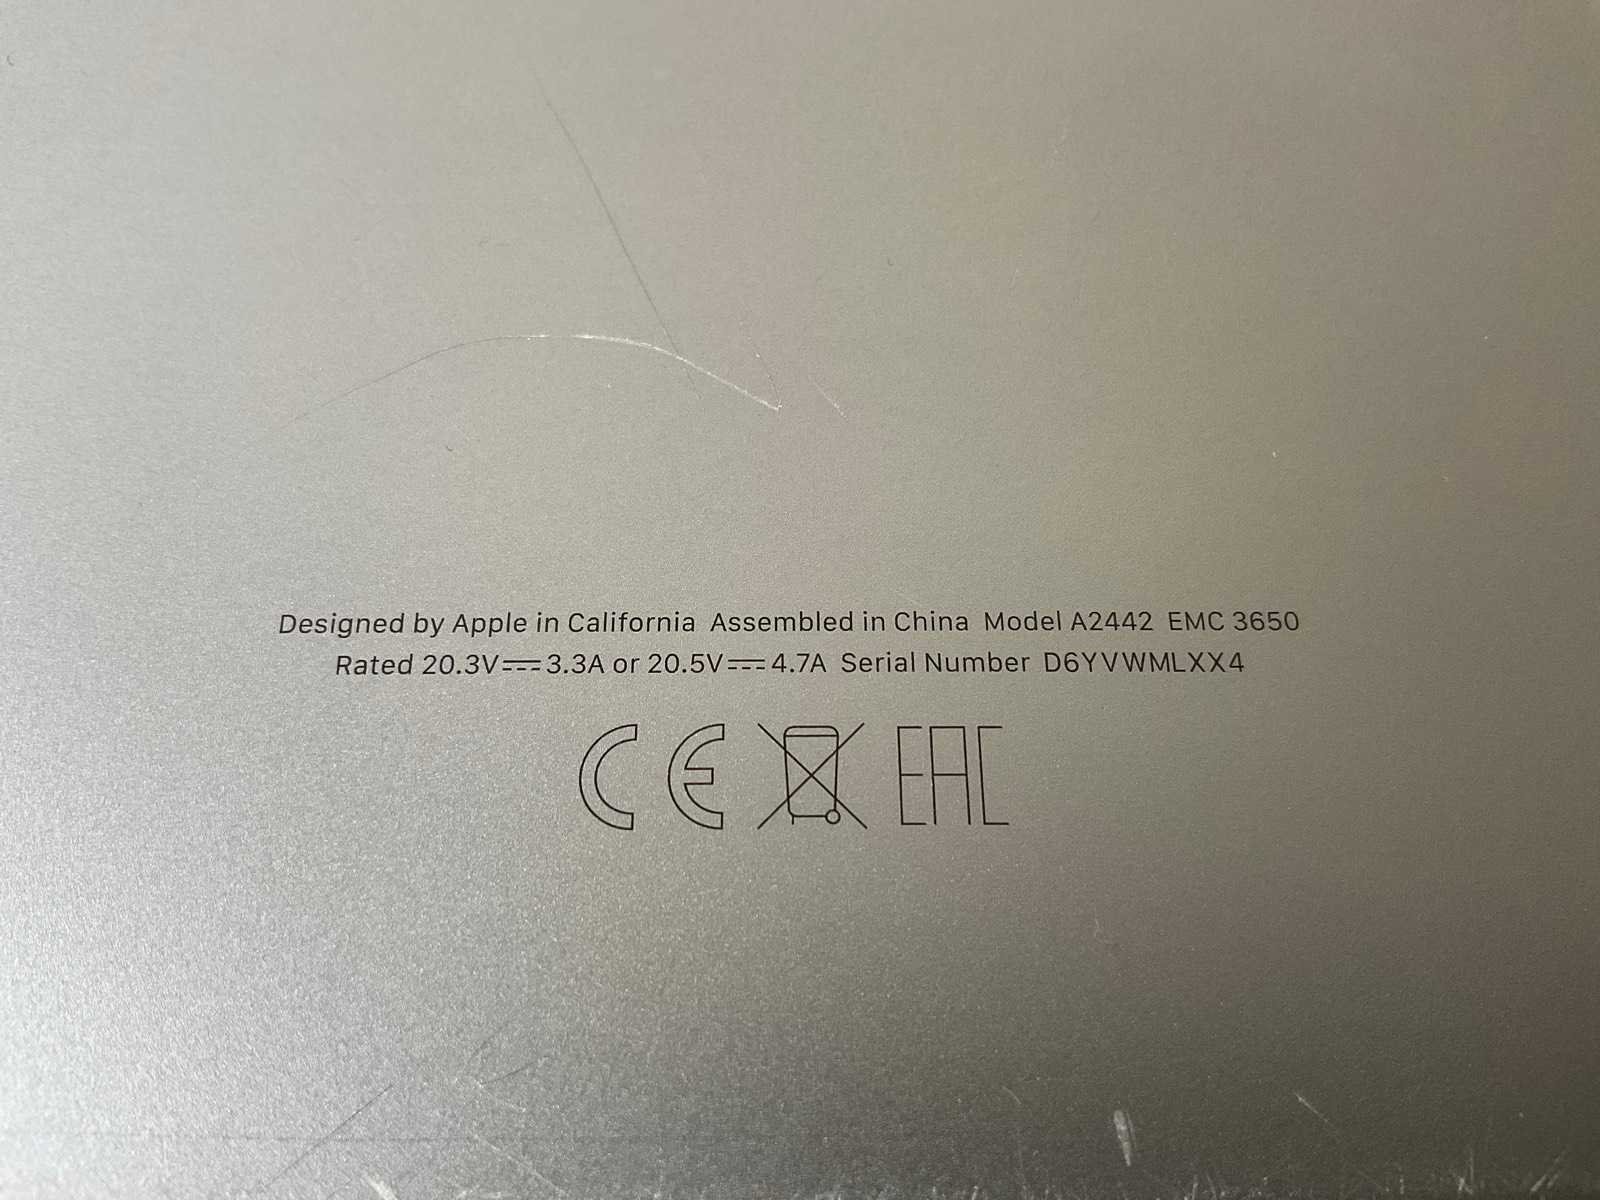 Designed by Apple in California Assembled in China Model A2442 EMC 3650
Rated 20.3V⎓3.3A or 20.5V⎓4.7A Serial Number D6YVWMLXX4
CE EAC